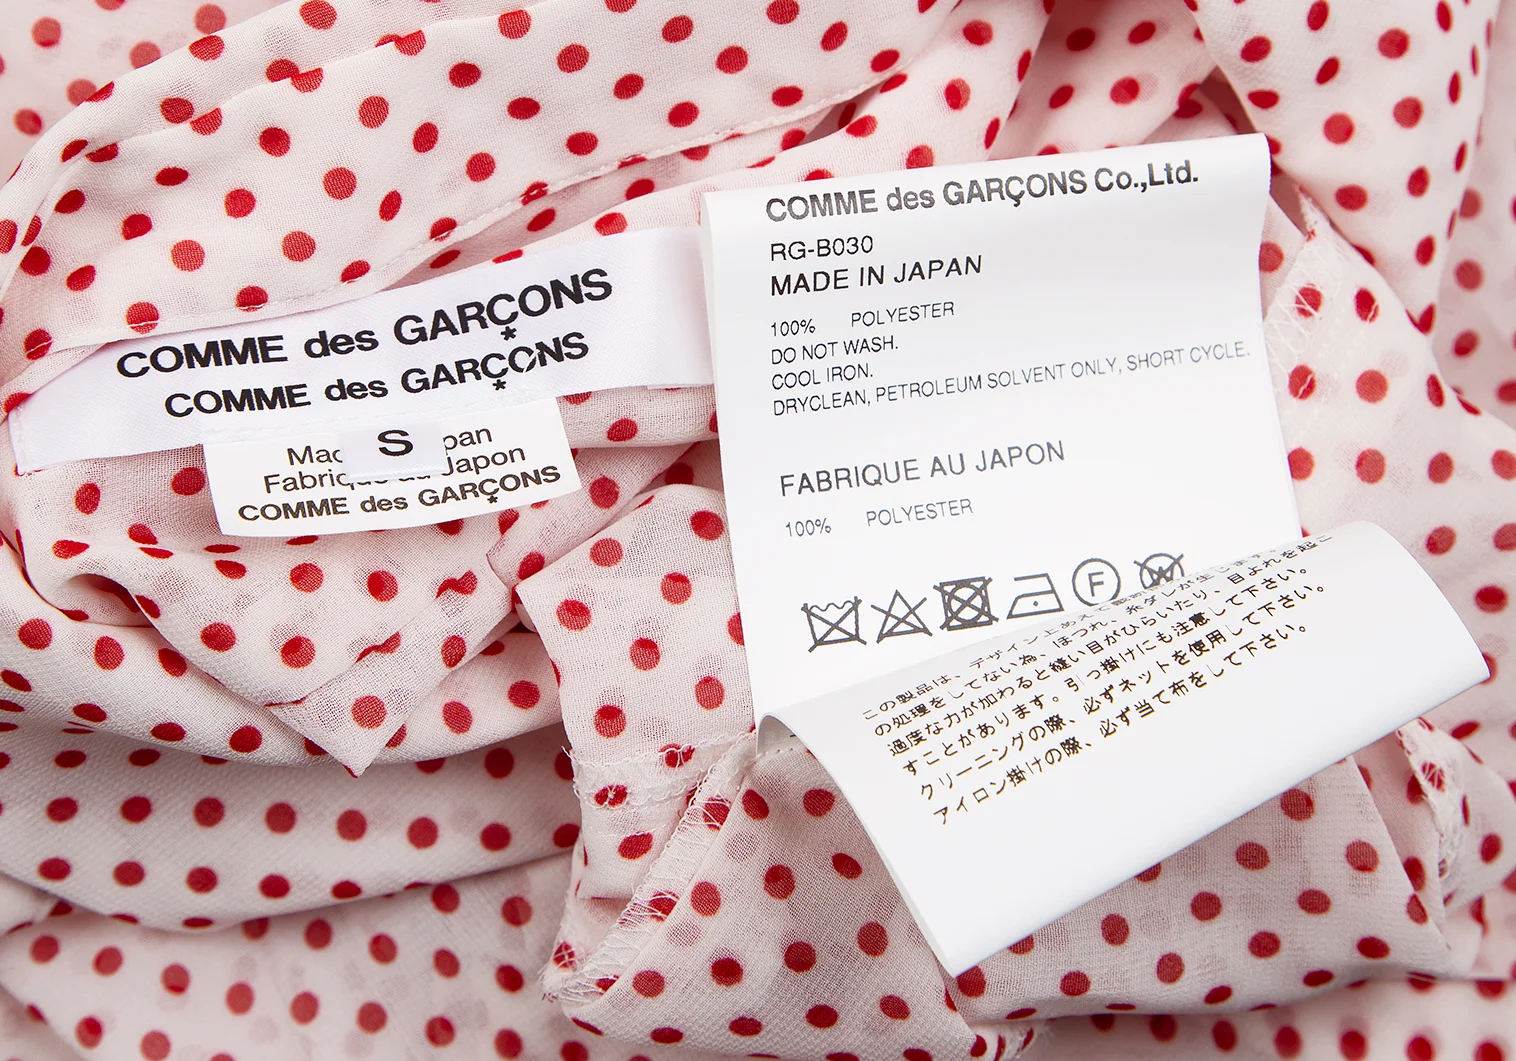 COMME des GARÇONS
COMME des GARÇONS
S
Fabriqué au Japon
COMME des GARÇONS
COMME des GARÇONS Co.,Ltd.
RG-B030
MADE IN JAPAN
100% POLYESTER
DO NOT WASH.
COOL IRON.
DRYCLEAN, PETROLEUM SOLVENT ONLY, SHORT CYCLE.
FABRIQUE AU JAPON
100% POLYESTER
F
W
この製品は、デザイン上あえて
の処理をしてない為、ほつれ、糸ダレが生じます。
過度な力が加わると縫い目がひらいたり、目よれを起こ
すことがあります。引っ掛けにも注意して下さい。
クリーニングの際、必ずネットを使用して下さい。
アイロン掛けの際、必ず当て布をして下さい。